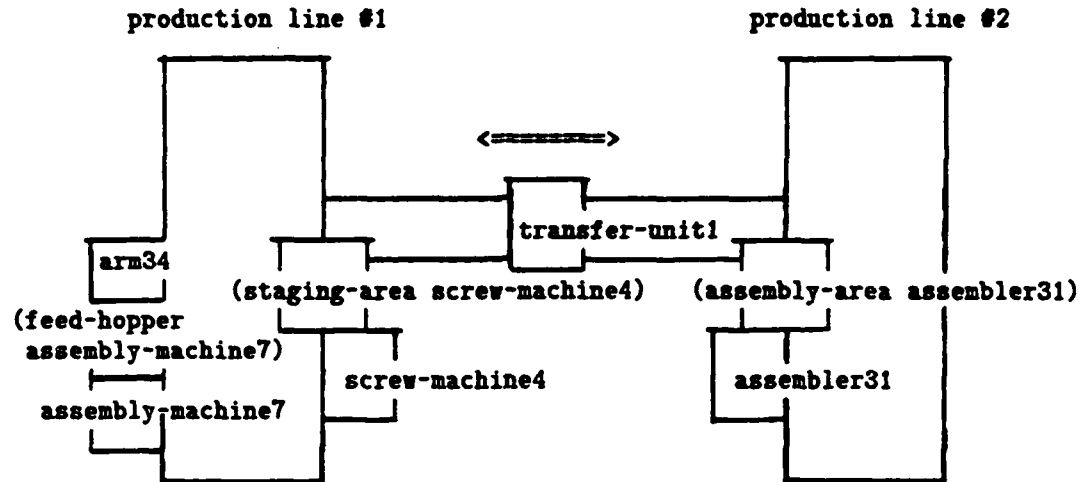 production line #1
production line #2
<========>
transfer-unit1
arm34
(staging-area screw-machine4)
(assembly-area assembler31)
(feed-hopper
assembly-machine7)
screw-machine4
assembler31
assembly-machine7